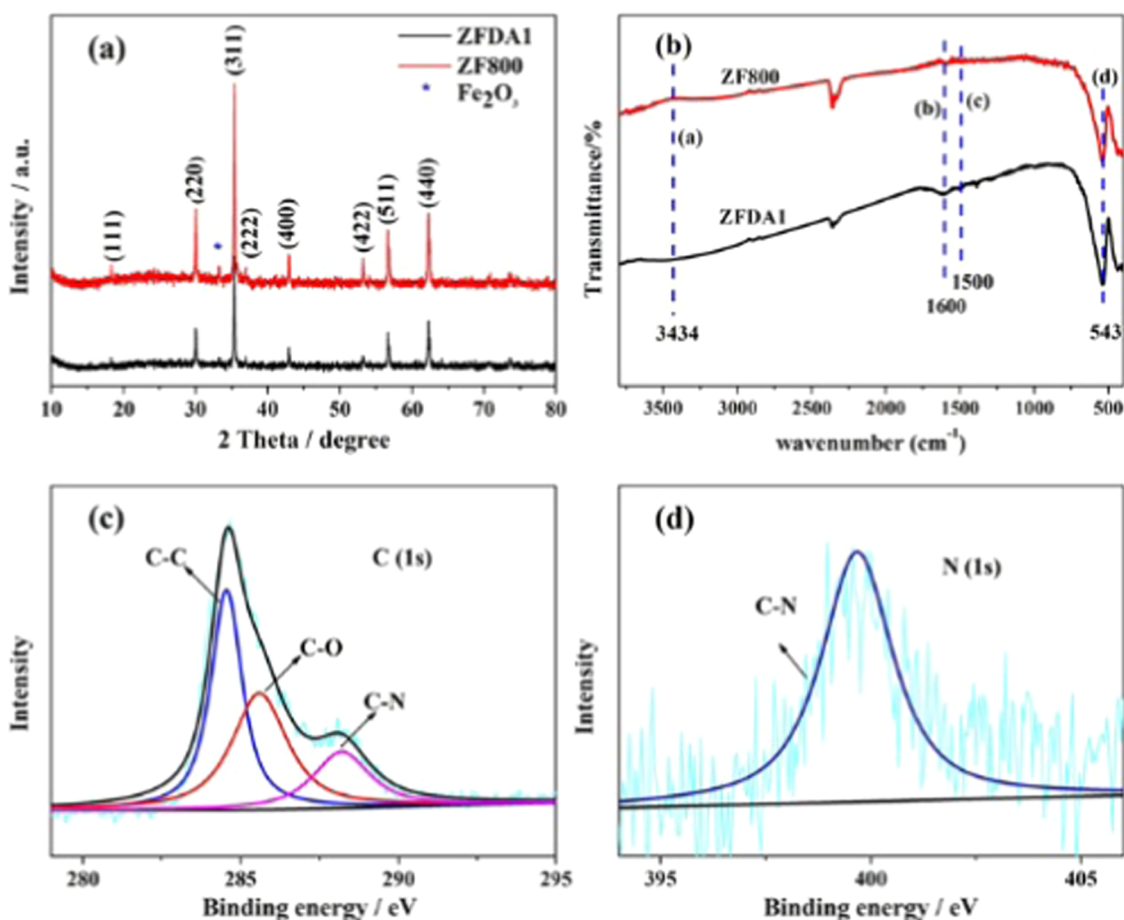 (a)
ZFDA1
ZF800
* Fe₂O₃
(111)
(220)
*
(311)
(222)
(400)
(422)
(511)
(440)
Intensity / a.u.
10 20 30 40 50 60 70 80
2 Theta / degree
(b)
ZF800
(a)
(b)
(c)
(d)
ZFDA1
3434
1600
1500
543
Transmittance/%
3500 3000 2500 2000 1500 1000 500
wavenumber (cm⁻¹)
(c)
C (1s)
C-C
C-O
C-N
Intensity
280 285 290 295
Binding energy / eV
(d)
N (1s)
C-N
Intensity
395 400 405
Binding energy / eV